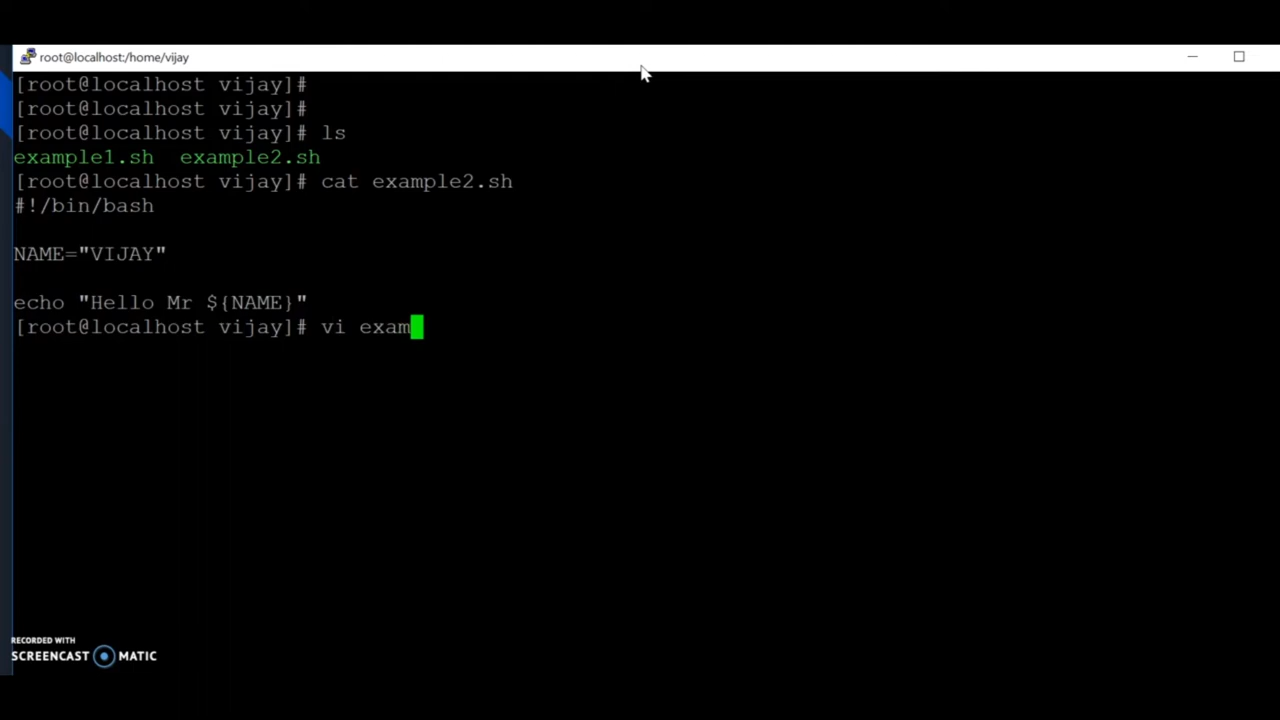 root@localhost:/home/vijay
[root@localhost vijay]#
[root@localhost vijay]#
[root@localhost vijay]# ls
example1.sh  example2.sh
[root@localhost vijay]# cat example2.sh
#!/bin/bash
NAME="VIJAY"
echo "Hello Mr ${NAME}"
[root@localhost vijay]# vi exam
RECORDED WITH
SCREENCAST MATIC